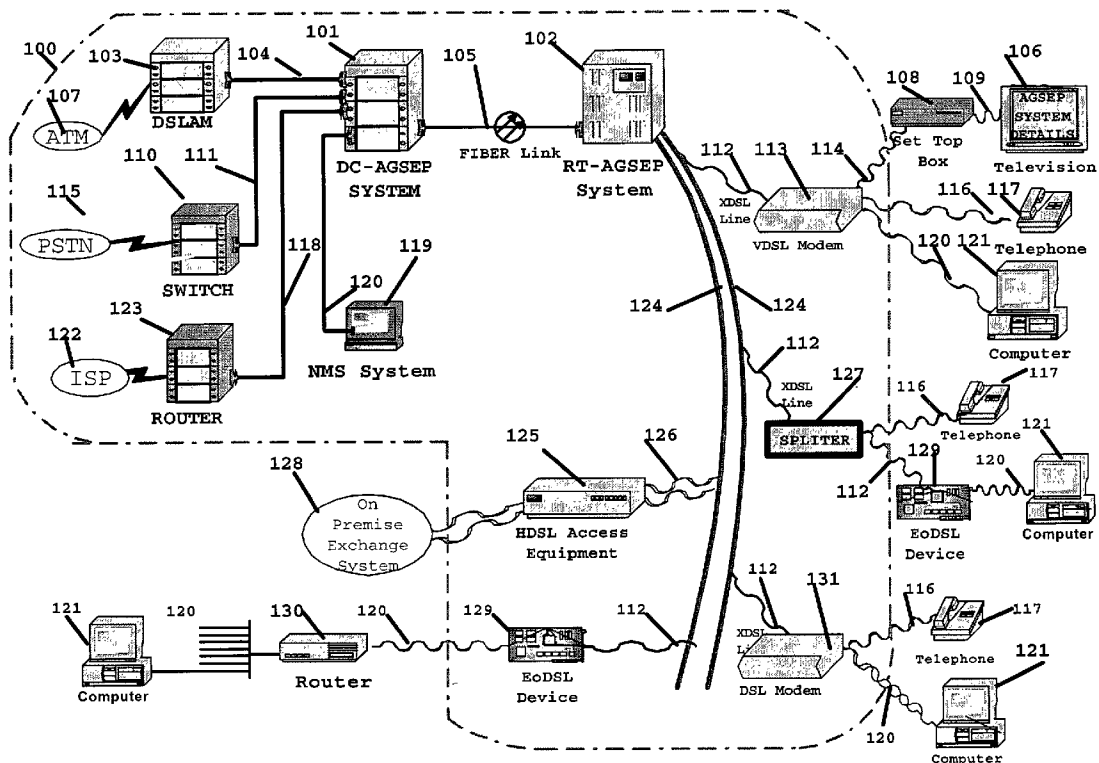 100
103
107
ATM
DSLAM
104
101
DC-AGSEP
SYSTEM
105
FIBER Link
102
RT-AGSEP
System
108
Set Top
Box
109
106
AGSEP
SYSTEM
DETAILS
Television
110
111
115
PSTN
SWITCH
118
112
XDSL
Line
113
VDSL Modem
114
116
117
Telephone
120
121
Computer
123
122
ISP
ROUTER
120
119
NMS System
124
124
112
XDSL
Line
127
SPLITER
116
117
Telephone
112
129
EoDSL
Device
120
121
Computer
128
On
Premise
Exchange
System
125
HDSL Access
Equipment
126
121
Computer
120
130
Router
120
129
EoDSL
Device
112
112
131
DSL Modem
116
117
Telephone
120
121
Computer